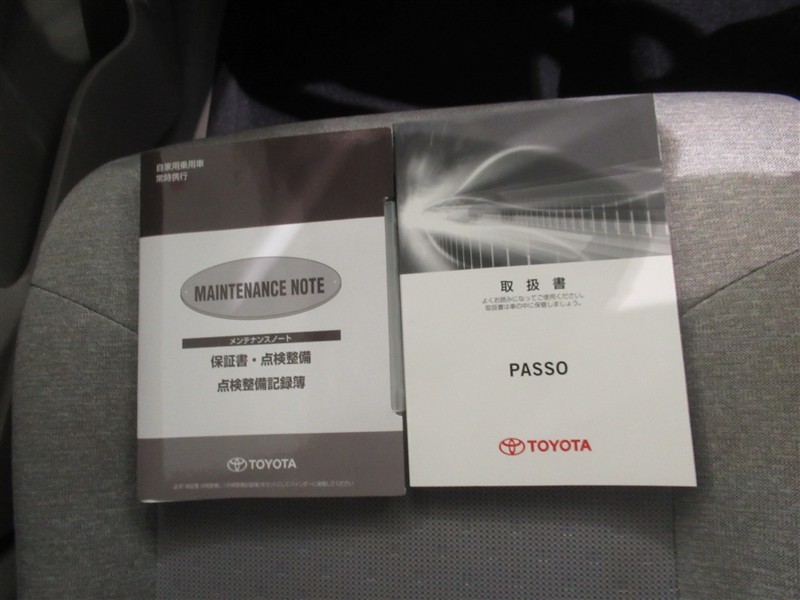 自家用乗用車
常時携行
MAINTENANCE NOTE
メンテナンスノート
保証書・点検整備
点検整備記録簿
TOYOTA
取扱書
よくお読みになってご使用ください。
取扱書は車の中に保管しましょう。
PASSO
TOYOTA